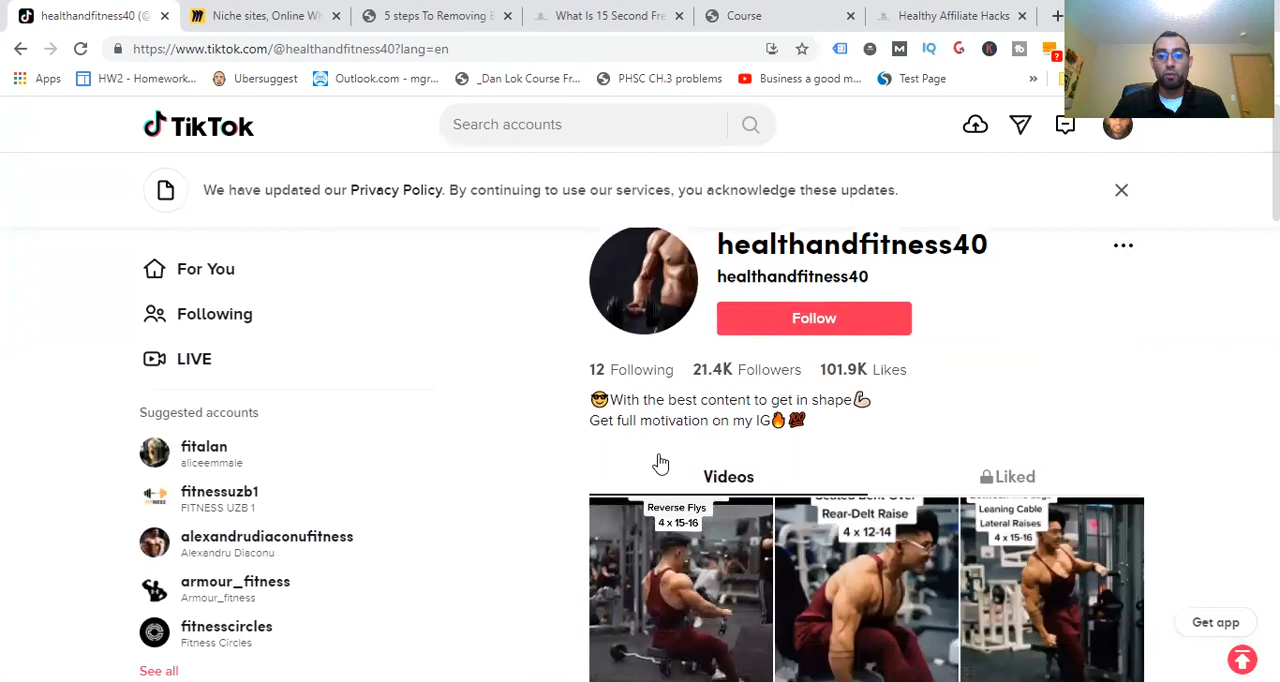 healthandfitness40 (@
Niche sites, Online Wh
5 steps To Removing B
What Is 15 Second Fre
Course
Healthy Affiliate Hacks
https://www.tiktok.com/@healthandfitness40?lang=en
Apps
HW2 - Homework...
Ubersuggest
Outlook.com - mgr...
_Dan Lok Course Fr...
PHSC CH.3 problems
Business a good m...
Test Page
»
TikTok
Search accounts
We have updated our Privacy Policy. By continuing to use our services, you acknowledge these updates.
For You
Following
LIVE
Suggested accounts
fitalan
aliceemmale
fitnessuzb1
FITNESS UZB 1
alexandrudiaconufitness
Alexandru Diaconu
armour_fitness
Armour_fitness
fitnesscircles
Fitness Circles
See all
healthandfitness40
healthandfitness40
Follow
12 Following 21.4K Followers 101.9K Likes
😎With the best content to get in shape💪🏻
Get full motivation on my IG🔥💯
Videos
Liked
Reverse Flys
4 x 15-16
Seated Bent Over
Rear-Delt Raise
4 x 12-14
Leaning Cable
Lateral Raises
4 x 15-16
Get app